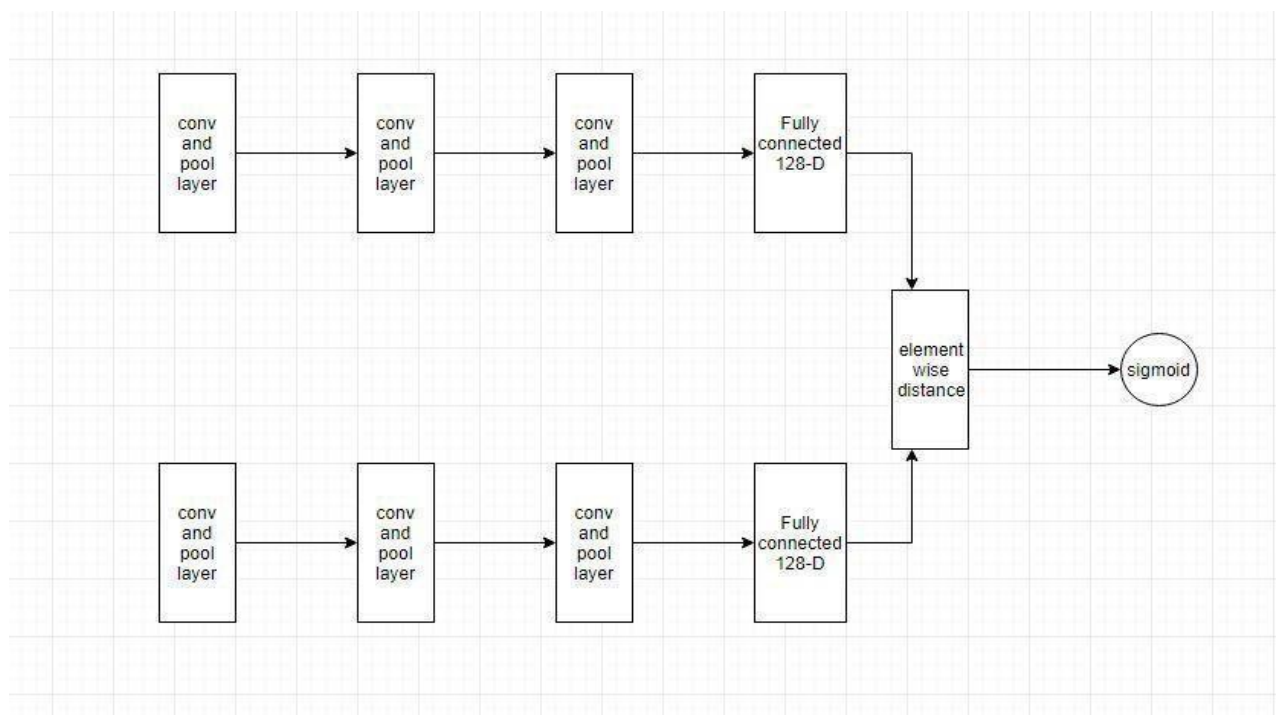 conv
and
pool
layer
conv
and
pool
layer
conv
and
pool
layer
Fully
connected
128-D
element
wise
distance
sigmoid
conv
and
pool
layer
conv
and
pool
layer
conv
and
pool
layer
Fully
connected
128-D